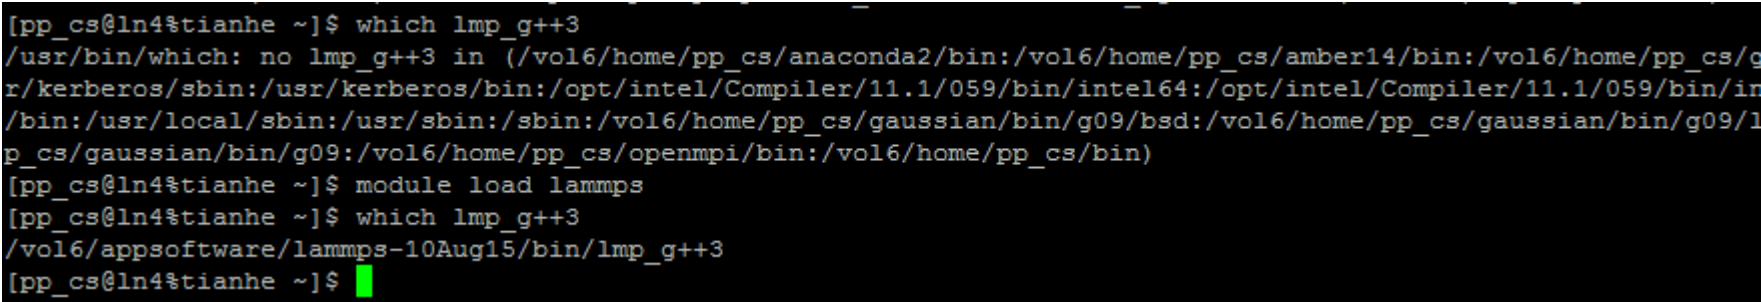 [pp_cs@ln4%tianhe ~]$ which lmp_g++3
/usr/bin/which: no lmp_g++3 in (/vol6/home/pp_cs/anaconda2/bin:/vol6/home/pp_cs/amber14/bin:/vol6/home/pp_cs/g
r/kerberos/sbin:/usr/kerberos/bin:/opt/intel/Compiler/11.1/059/bin/intel64:/opt/intel/Compiler/11.1/059/bin/in
/bin:/usr/local/sbin:/usr/sbin:/sbin:/vol6/home/pp_cs/gaussian/bin/g09/bsd:/vol6/home/pp_cs/gaussian/bin/g09/l
p_cs/gaussian/bin/g09:/vol6/home/pp_cs/openmpi/bin:/vol6/home/pp_cs/bin)
[pp_cs@ln4%tianhe ~]$ module load lammps
[pp_cs@ln4%tianhe ~]$ which lmp_g++3
/vol6/appsoftware/lammps-10Aug15/bin/lmp_g++3
[pp_cs@ln4%tianhe ~]$